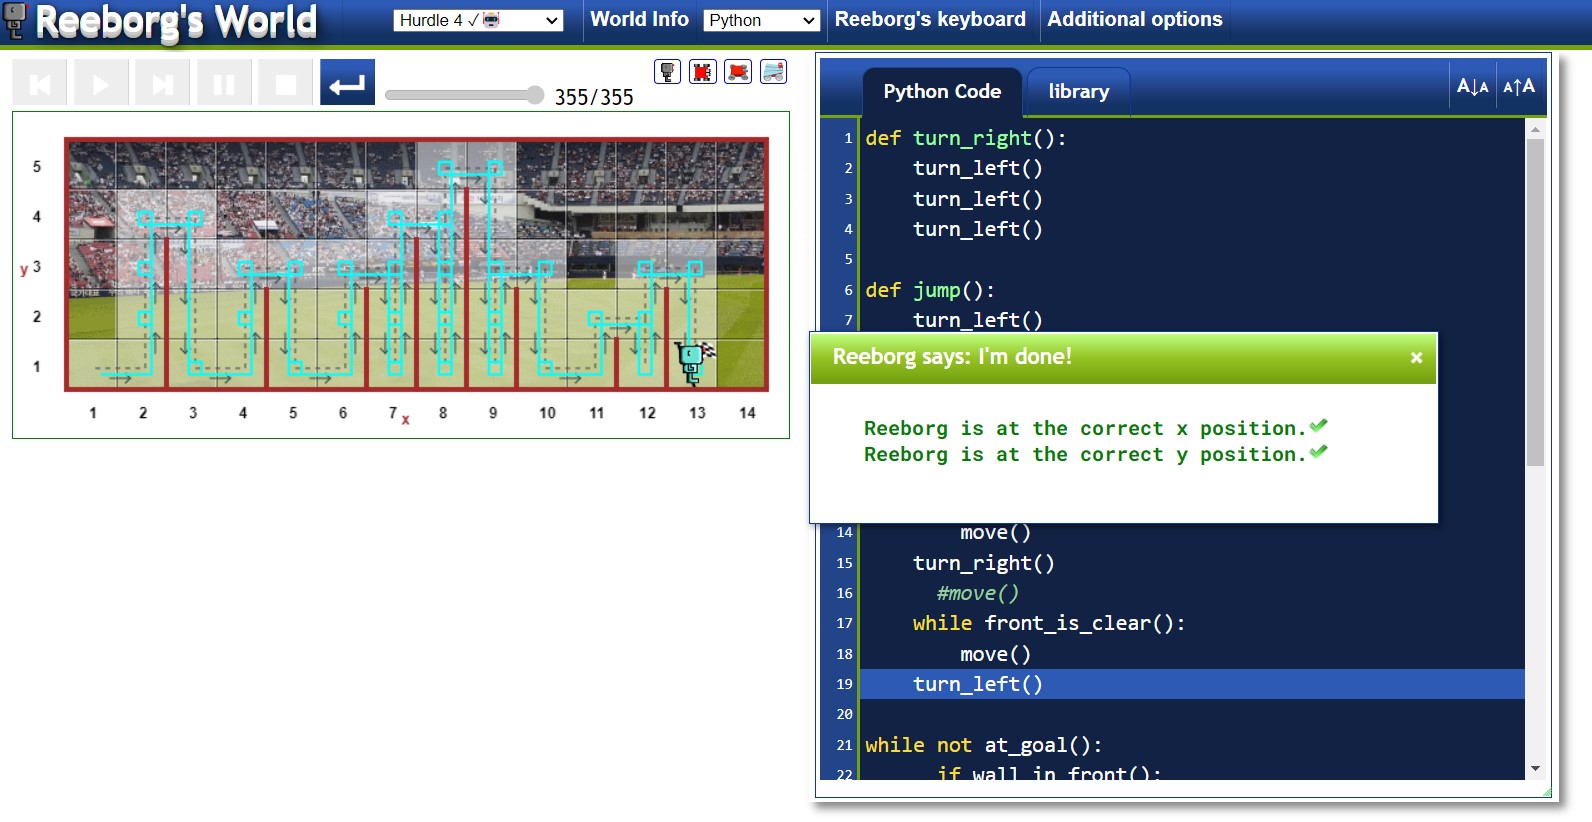 Reeborg's World
Hurdle 4 ✓
World Info
Python
Reeborg's keyboard
Additional options
355/355
Python Code
library
A↓A
A↑A
1 def turn_right():
2     turn_left()
3     turn_left()
4     turn_left()
5
6 def jump():
7     turn_left()
Reeborg says: I'm done!
×
Reeborg is at the correct x position.
Reeborg is at the correct y position.
14         move()
15     turn_right()
16       #move()
17     while front_is_clear():
18         move()
19     turn_left()
20
21 while not at_goal():
22       if wall_in_front():
5
4
y 3
2
1
1 2 3 4 5 6 7 x 8 9 10 11 12 13 14